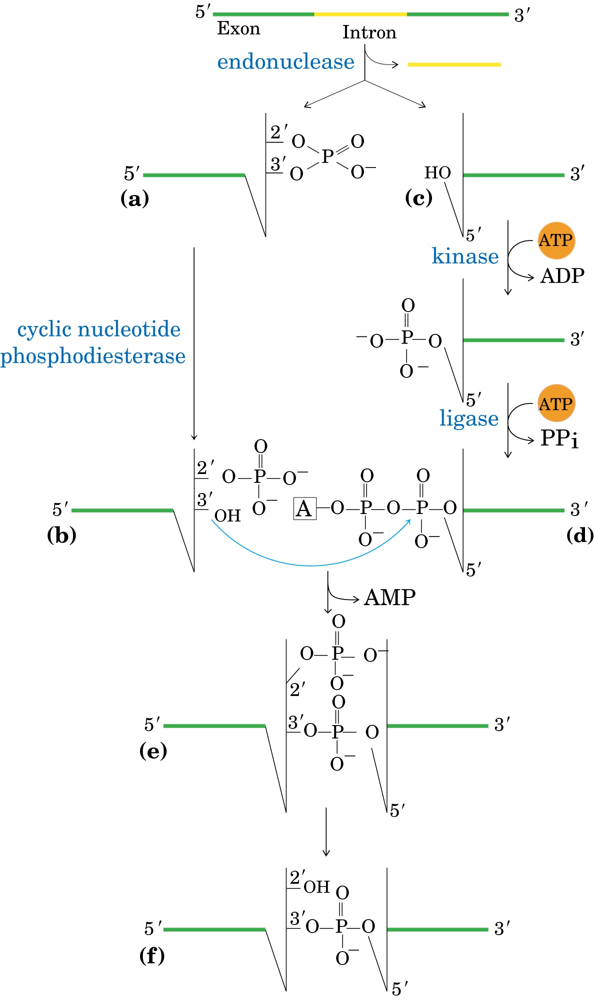 5′ 3′
Exon
Intron
endonuclease
2′ O O
P
3′ O O−
5′
(a)
HO 3′
(c)
5′
kinase
ATP
ADP
cyclic nucleotide
phosphodiesterase
O
−O—P—O 3′
O−
5′
ligase
ATP
PPi
O
2′ O—P—O−
O−
3′ OH
5′
(b)
O O
A—O—P—O—P—O 3′
O− O−
(d)
5′
AMP
O
O—P—O−
O−
2′
O
5′ 3′ O—P—O 3′
O−
(e)
5′
2′ OH
O
5′ 3′ O—P—O 3′
O−
(f)
5′